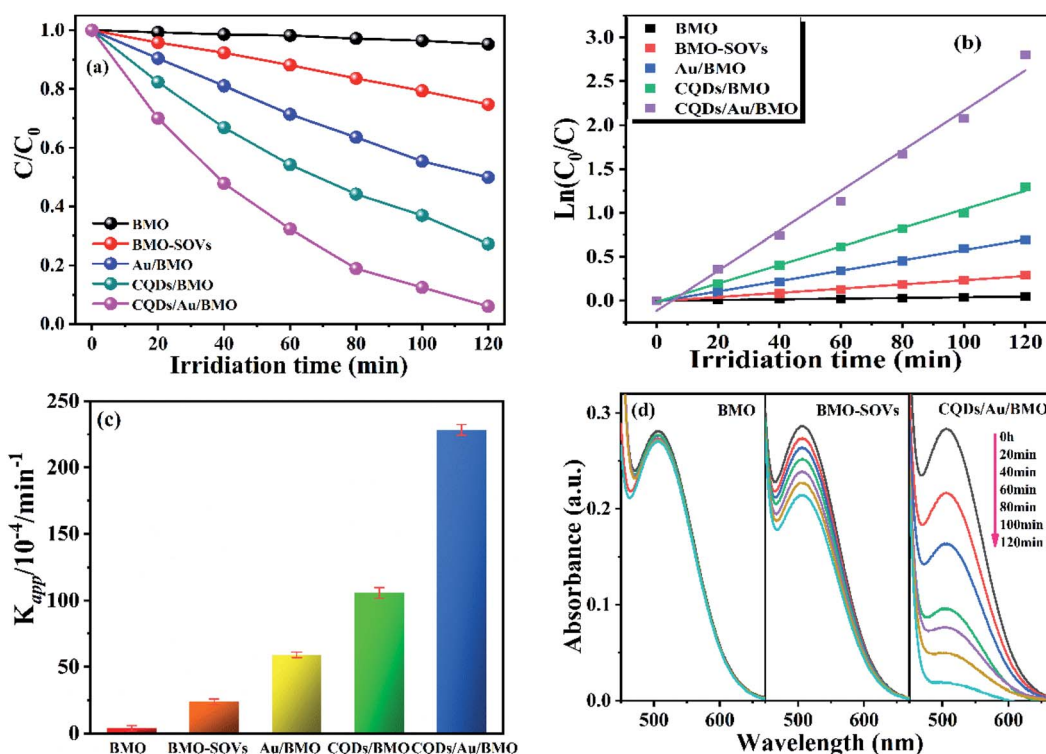 1.0
0.8
0.6
0.4
0.2
0.0
C/C0
(a)
BMO
BMO-SOVs
Au/BMO
CQDs/BMO
CQDs/Au/BMO
0 20 40 60 80 100 120
Irridiation time (min)
3.0
2.5
2.0
1.5
1.0
0.5
0.0
Ln(C0/C)
(b)
BMO
BMO-SOVs
Au/BMO
CQDs/BMO
CQDs/Au/BMO
0 20 40 60 80 100 120
Irridiation time (min)
250
200
150
100
50
0
Kapp/10-4/min-1
(c)
BMO BMO-SOVs Au/BMO CQDs/BMO CQDs/Au/BMO
0.3
0.2
0.1
0.0
Absorbance (a.u.)
(d) BMO BMO-SOVs CQDs/Au/BMO
0h
20min
40min
60min
80min
100min
120min
500 600 500 600 500 600
Wavelength (nm)